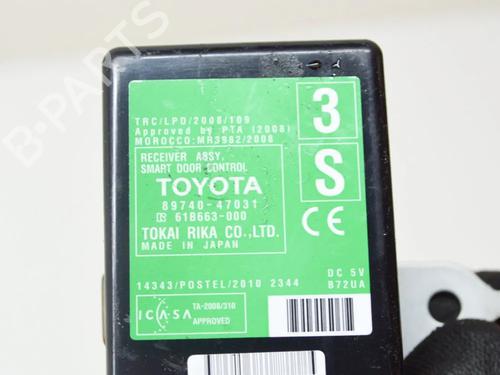 B-PARTS
TRC/LPD/2008/109
Approved by PTA (2008)
MOROCCO:MR3982/2008
RECEIVER ASSY,
SMART DOOR CONTROL
TOYOTA
89740-47031
61B663-000
TOKAI RIKA CO.,LTD.
MADE IN JAPAN
3
S
CE
14343/POSTEL/2010 2344
DC 5V
B72UA
ICASA
TA-2008/310
APPROVED